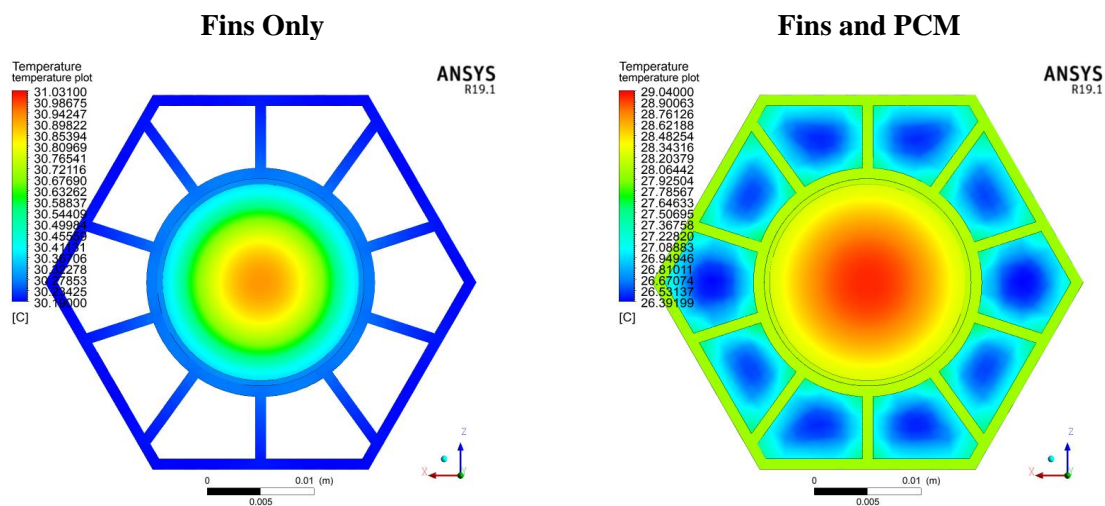 Fins Only
Temperature
temperature plot
31.03100
30.98675
30.94247
30.89822
30.85394
30.80969
30.76541
30.72116
30.67690
30.63262
30.58837
30.54409
30.49984
[C]
ANSYS
R19.1
0 0.01 (m)
0.005
Z
X
Y
Fins and PCM
Temperature
temperature plot
29.04000
28.90063
28.76126
28.62188
28.48254
28.34316
28.20379
28.06442
27.92504
27.78567
27.64633
27.50695
27.36758
27.22820
27.08883
26.94946
26.81011
26.67074
26.53137
26.39199
[C]
ANSYS
R19.1
0 0.01 (m)
0.005
Z
X
Y